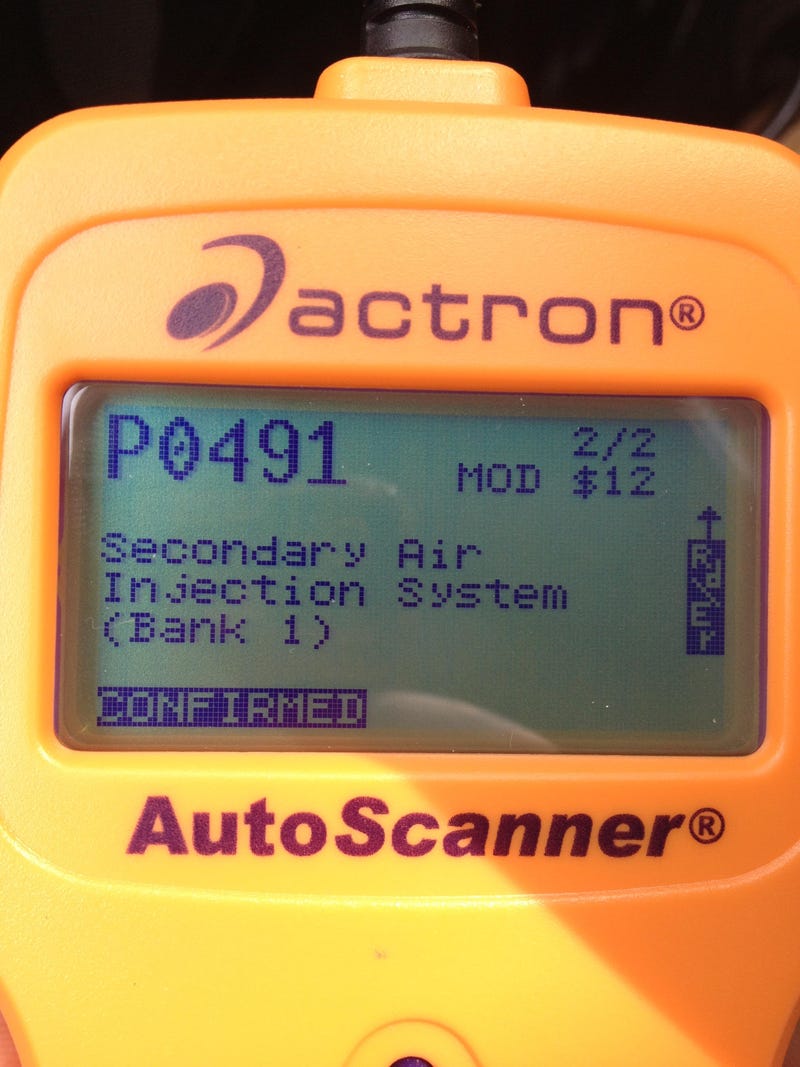 actron®
P0491
2/2
MOD $12
Secondary Air
Injection System
(Bank 1)
CONFIRMED
AutoScanner®